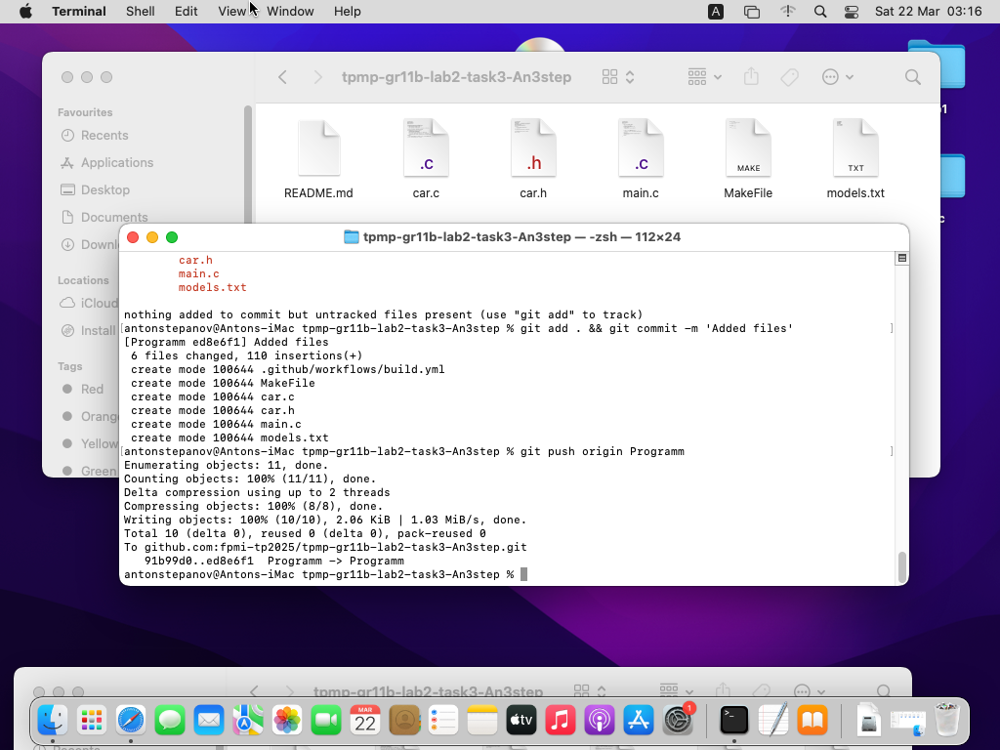 Terminal Shell Edit View Window Help A Sat 22 Mar 03:16
tpmp-gr11b-lab2-task3-An3step
Favourites
Recents
Applications
Desktop
Documents
Downl
Locations
iCloud
Install
Tags
Red
Orang
Yellow
Green
.c
.h
.c
MAKE
TXT
README.md car.c car.h main.c MakeFile models.txt
tpmp-gr11b-lab2-task3-An3step — -zsh — 112×24
car.h
main.c
models.txt
nothing added to commit but untracked files present (use "git add" to track)
[antonstepanov@Antons-iMac tpmp-gr11b-lab2-task3-An3step % git add . && git commit -m 'Added files' ]
[Programm ed8e6f1] Added files
6 files changed, 110 insertions(+)
create mode 100644 .github/workflows/build.yml
create mode 100644 MakeFile
create mode 100644 car.c
create mode 100644 car.h
create mode 100644 main.c
create mode 100644 models.txt
[antonstepanov@Antons-iMac tpmp-gr11b-lab2-task3-An3step % git push origin Programm ]
Enumerating objects: 11, done.
Counting objects: 100% (11/11), done.
Delta compression using up to 2 threads
Compressing objects: 100% (8/8), done.
Writing objects: 100% (10/10), 2.06 KiB | 1.03 MiB/s, done.
Total 10 (delta 0), reused 0 (delta 0), pack-reused 0
To github.com:fpmi-tp2025/tpmp-gr11b-lab2-task3-An3step.git
91b99d0..ed8e6f1 Programm -> Programm
antonstepanov@Antons-iMac tpmp-gr11b-lab2-task3-An3step %
tpmp-gr11b-lab2-task3-An3step
MAR
22
tv
1